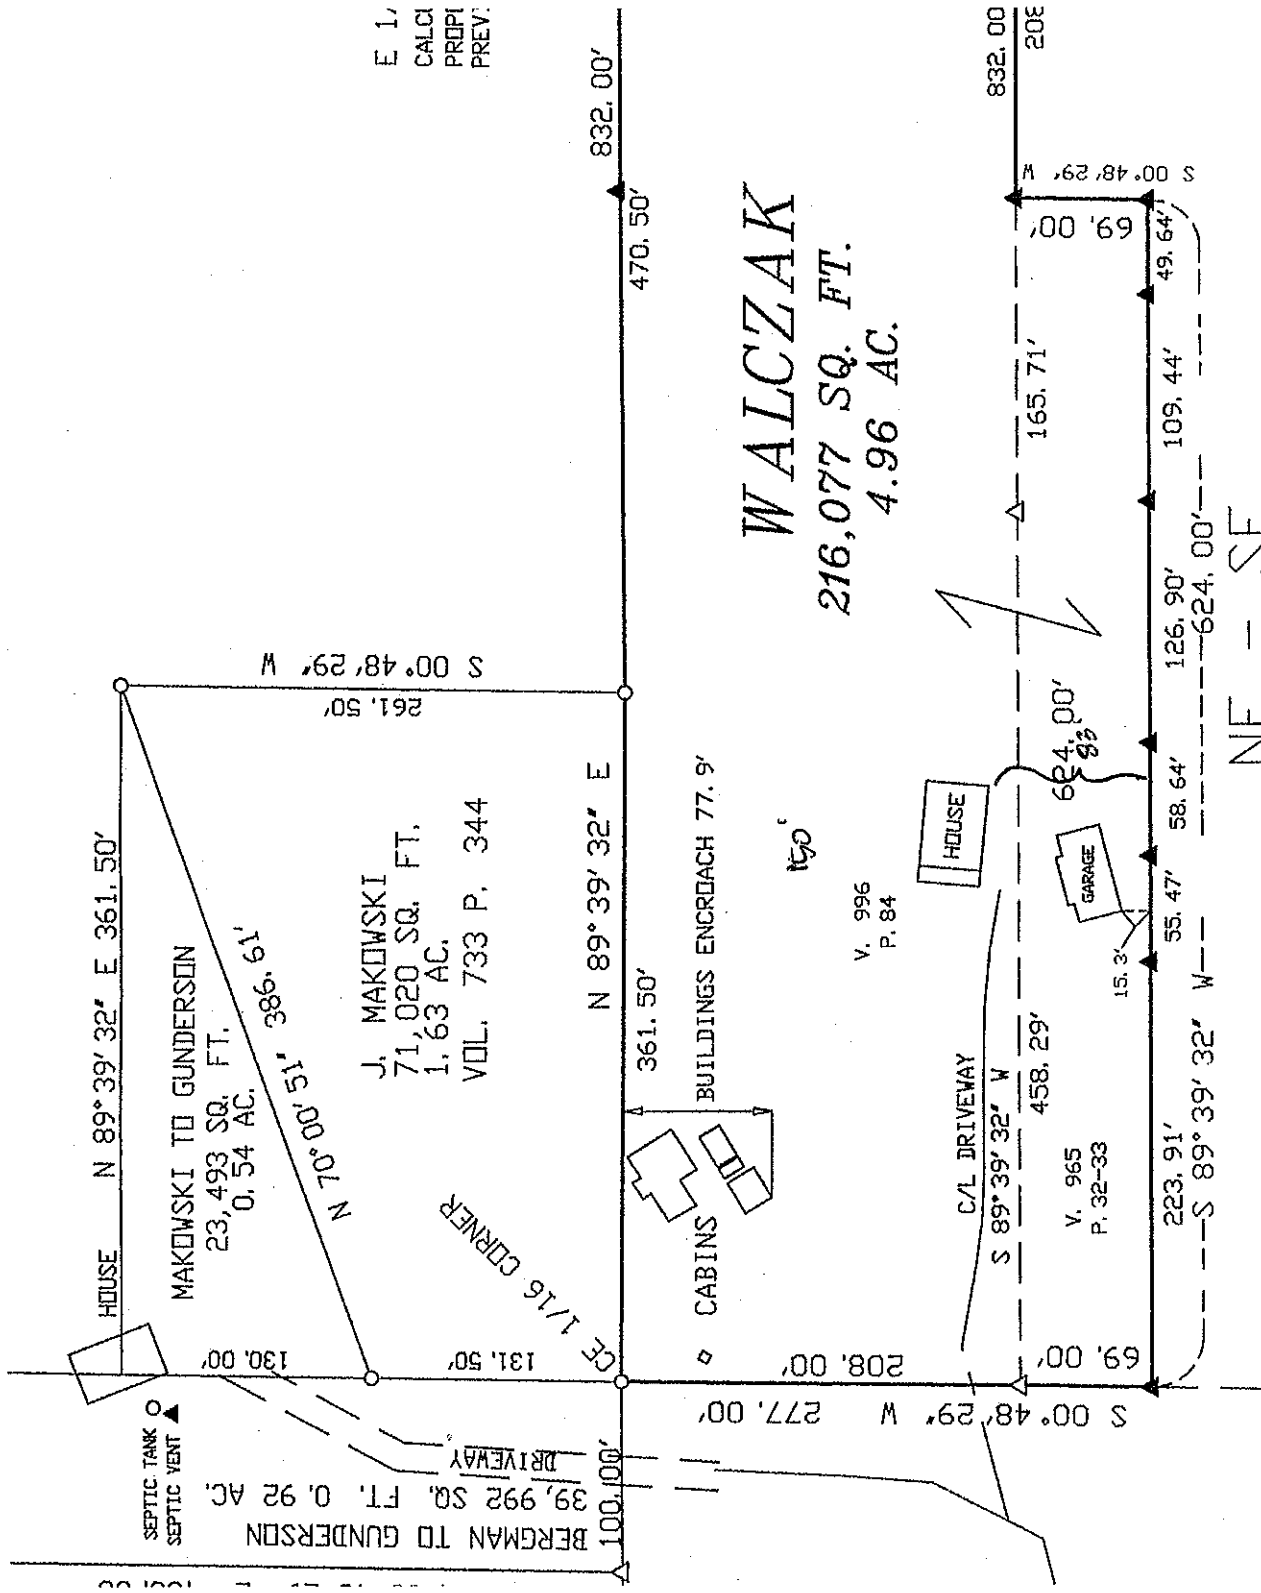 E 1/
CALCU
PROPE
PREV:
832.00'
470.50'
832.00
208
S 00°48'29" W
69.00'
WALCZAK
216,077 SQ. FT.
4.96 AC.
165.71'
49.64'
109.44'
126.90'
58.64'
55.47'
223.91'
624.00'
S 89°39'32" W
NE - SE
S 00°48'29" W
261.50'
N 89°39'32" E 361.50'
HOUSE
MAKOWSKI TO GUNDERSON
23,493 SQ. FT.
0.54 AC.
N 70°00'51" 386.61'
J. MAKOWSKI
71,020 SQ. FT.
1.63 AC.
VOL. 733 P. 344
N 89°39'32" E
361.50'
BUILDINGS ENCROACH 77.9'
150'
V. 996
P. 84
HOUSE
624.00'
83'
GARAGE
15.3'
C/L DRIVEWAY
S 89°39'32" W
458.29'
V. 965
P. 32-33
CABINS
CE 1/16 CORNER
130.00'
131.50'
208.00'
69.00'
S 00°48'29" W 277.00'
SEPTIC TANK
SEPTIC VENT
DRIVEWAY
BERGMAN TO GUNDERSON
39,992 SQ. FT. 0.92 AC.
100.00'